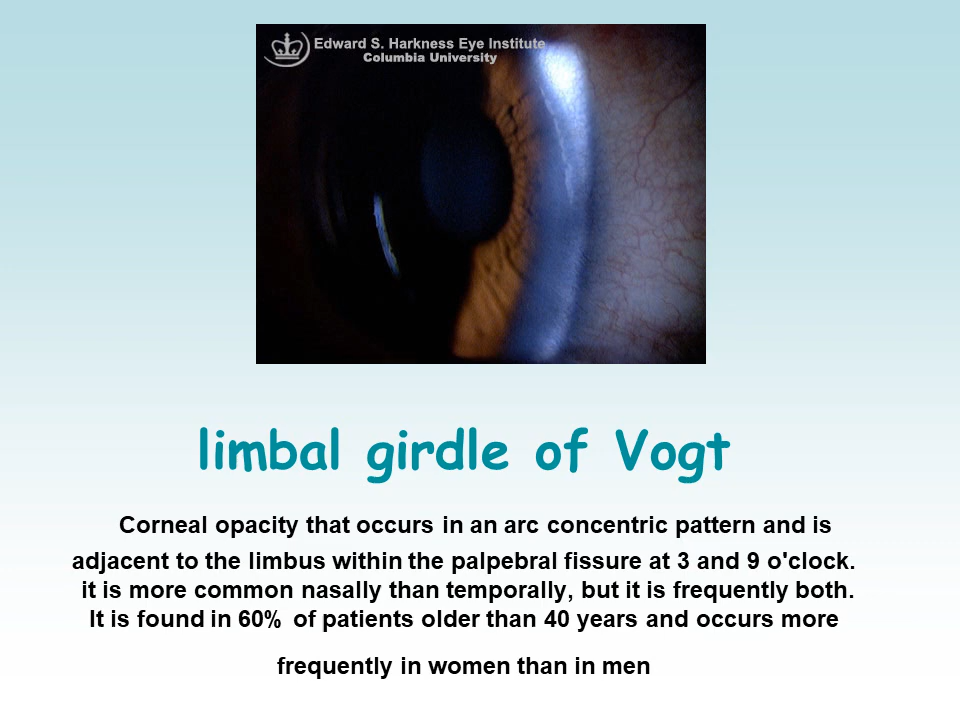 Edward S. Harkness Eye Institute
Columbia University
limbal girdle of Vogt
Corneal opacity that occurs in an arc concentric pattern and is
adjacent to the limbus within the palpebral fissure at 3 and 9 o'clock.
it is more common nasally than temporally, but it is frequently both.
It is found in 60% of patients older than 40 years and occurs more
frequently in women than in men